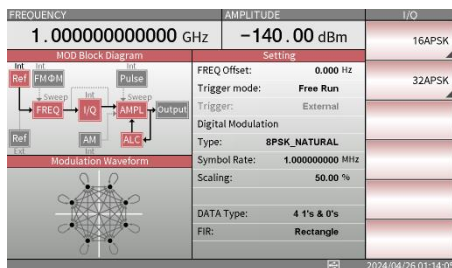 FREQUENCY AMPLITUDE I/Q
1.000000000000 GHz -140.00 dBm
MOD Block Diagram
Int Int Int
Ref FMΦM Pulse
Sweep Int Sweep
FREQ I/Q AMPL Output
Ref AM ALC
Ext Int
Modulation Waveform
Setting
FREQ Offset: 0.000 Hz
Trigger mode: Free Run
Trigger: External
Digital Modulation
Type: 8PSK_NATURAL
Symbol Rate: 1.000000000 MHz
Scaling: 50.00 %
DATA Type: 4 1's & 0's
FIR: Rectangle
16APSK
32APSK
2024/04/26 01:14:05